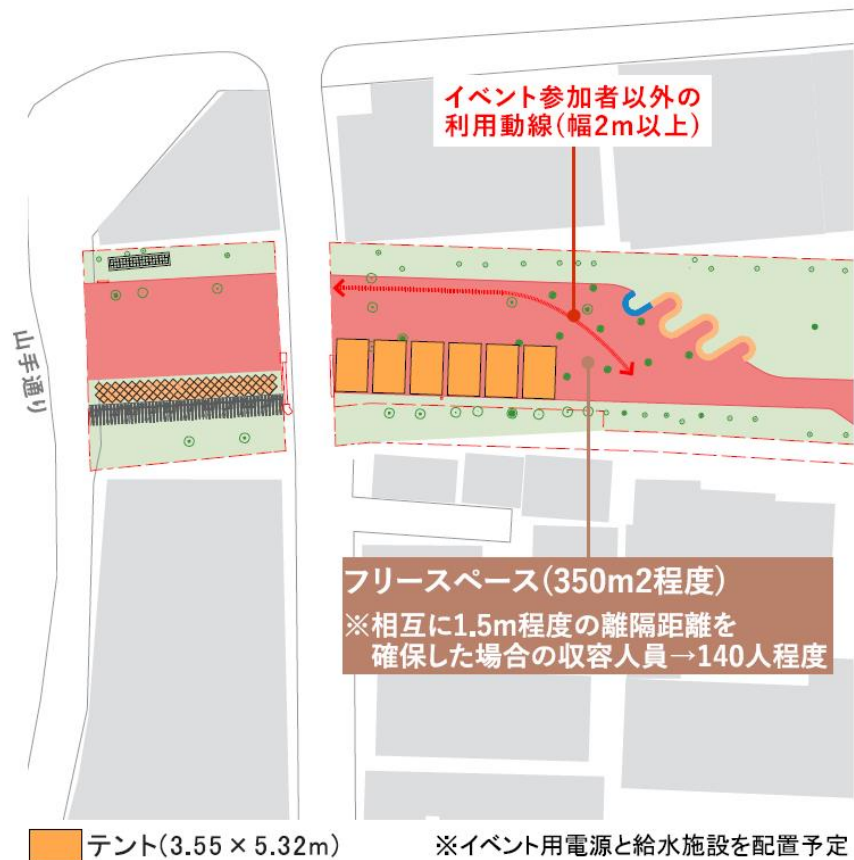 イベント参加者以外の
利用動線(幅2m以上)
山手通り
フリースペース(350m2程度)
※相互に1.5m程度の離隔距離を
確保した場合の収容人員→140人程度
テント(3.55×5.32m)
※イベント用電源と給水施設を配置予定